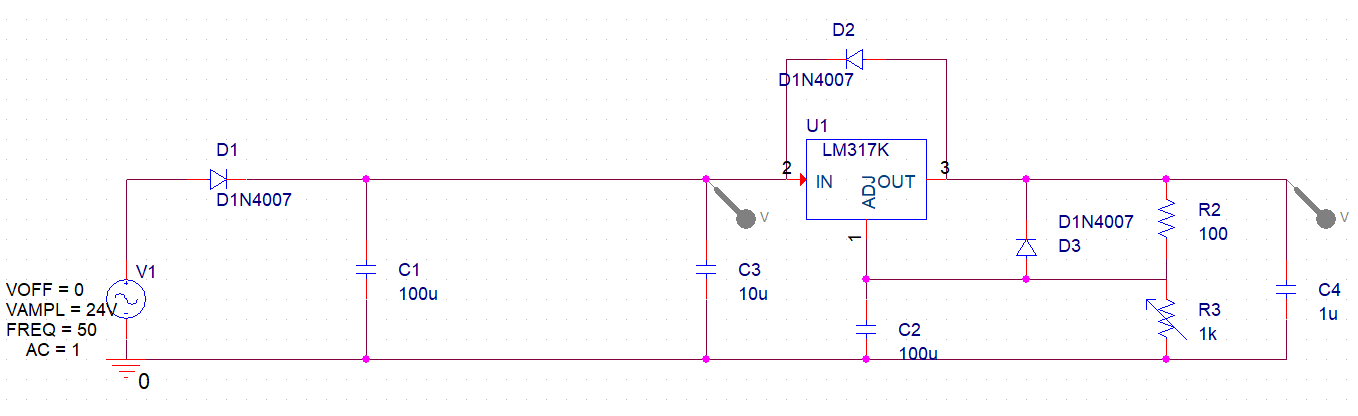 D2
D1N4007
U1
LM317K
2
IN
ADJ
OUT
3
1
D1
D1N4007
V
V
D1N4007
D3
R2
100
V1
VOFF = 0
VAMPL = 24V
FREQ = 50
AC = 1
C1
100u
C3
10u
C2
100u
R3
1k
C4
1u
0